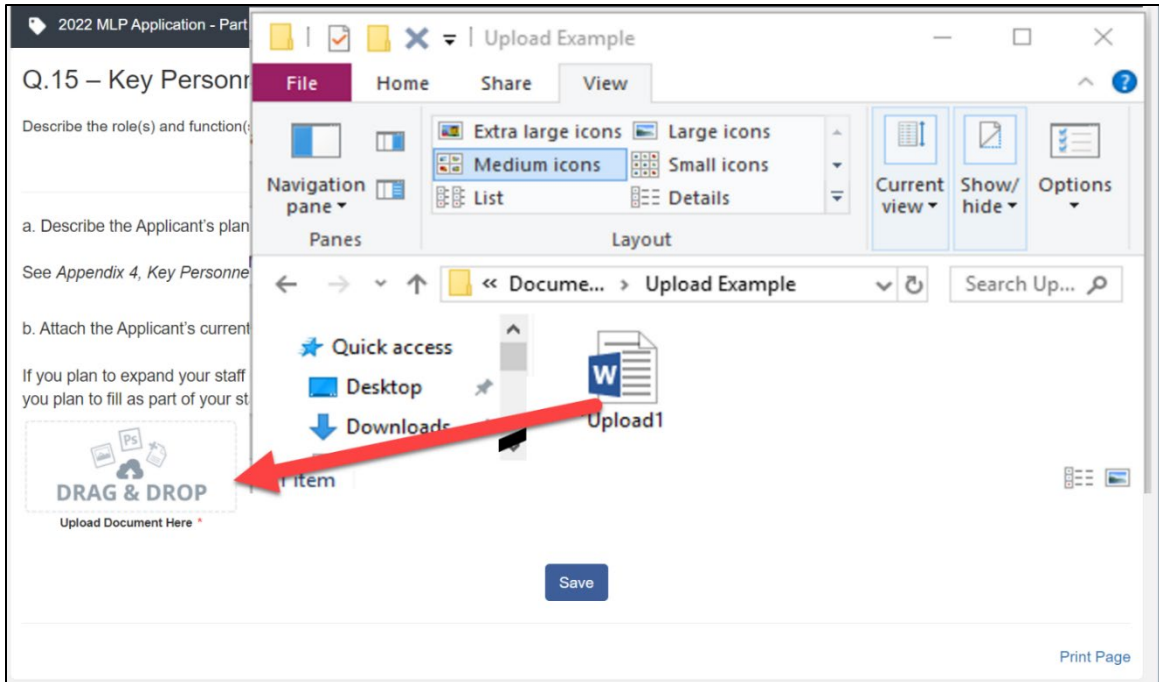 2022 MLP Application - Part
Upload Example
Q.15 – Key Personn
File Home Share View
Describe the role(s) and function(
Extra large icons Large icons
Medium icons Small icons
List Details
Navigation pane
Current view
Show/ hide
Options
Panes Layout
a. Describe the Applicant's plan
See Appendix 4, Key Personne
« Docume... › Upload Example
Search Up...
b. Attach the Applicant's current
If you plan to expand your staff
you plan to fill as part of your st
Quick access
Desktop
Downloads
Upload1
item
Ps
DRAG & DROP
Upload Document Here *
Save
Print Page